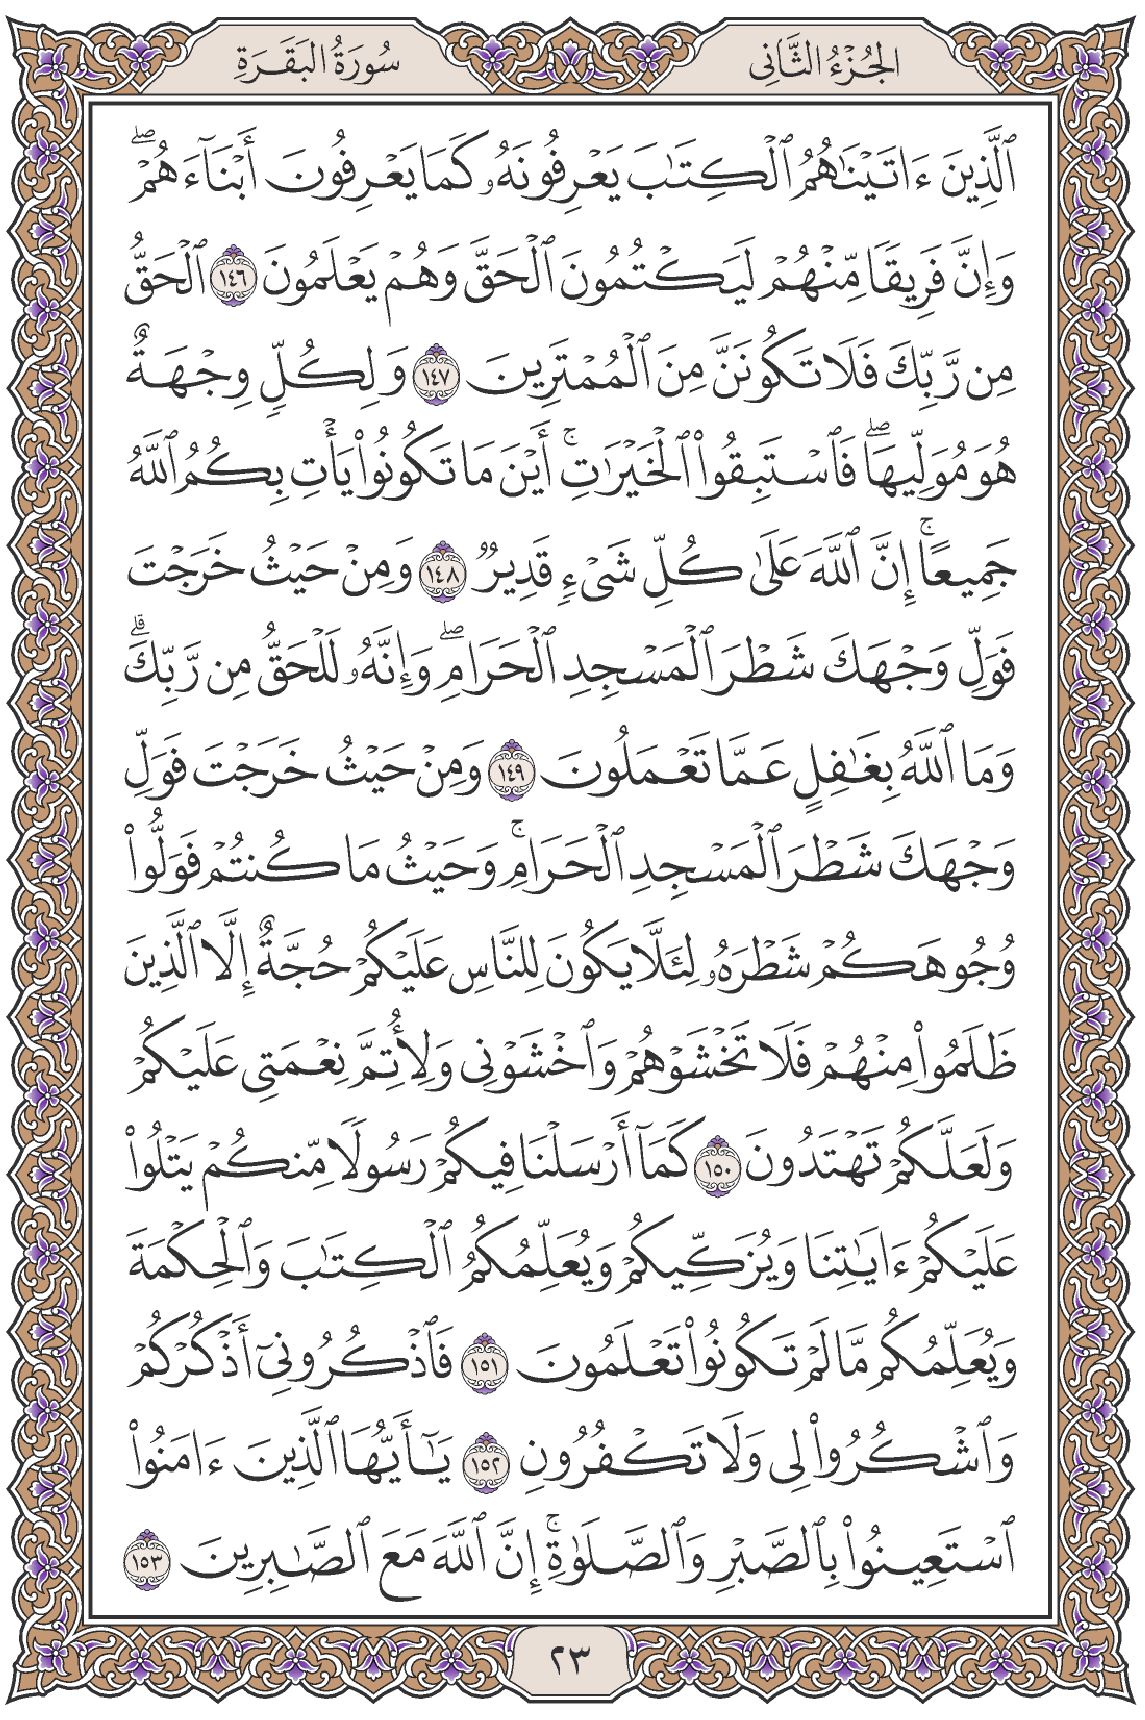 الجُزْءُ الثَّانِي
سُورَةُ البَقَرَةِ
ٱلَّذِينَ ءَاتَيْنَٰهُمُ ٱلْكِتَٰبَ يَعْرِفُونَهُۥ كَمَا يَعْرِفُونَ أَبْنَآءَهُمْۖ
وَإِنَّ فَرِيقًا مِّنْهُمْ لَيَكْتُمُونَ ٱلْحَقَّ وَهُمْ يَعْلَمُونَ ١٤٦ ٱلْحَقُّ
مِن رَّبِّكَ فَلَا تَكُونَنَّ مِنَ ٱلْمُمْتَرِينَ ١٤٧ وَلِكُلٍّ وِجْهَةٌ
هُوَ مُوَلِّيهَاۖ فَٱسْتَبِقُوا۟ ٱلْخَيْرَٰتِۚ أَيْنَ مَا تَكُونُوا۟ يَأْتِ بِكُمُ ٱللَّهُ
جَمِيعًاۚ إِنَّ ٱللَّهَ عَلَىٰ كُلِّ شَىْءٍ قَدِيرٌ ١٤٨ وَمِنْ حَيْثُ خَرَجْتَ
فَوَلِّ وَجْهَكَ شَطْرَ ٱلْمَسْجِدِ ٱلْحَرَامِۖ وَإِنَّهُۥ لَلْحَقُّ مِن رَّبِّكَۗ
وَمَا ٱللَّهُ بِغَٰفِلٍ عَمَّا تَعْمَلُونَ ١٤٩ وَمِنْ حَيْثُ خَرَجْتَ فَوَلِّ
وَجْهَكَ شَطْرَ ٱلْمَسْجِدِ ٱلْحَرَامِۚ وَحَيْثُ مَا كُنتُمْ فَوَلُّوا۟
وُجُوهَكُمْ شَطْرَهُۥ لِئَلَّا يَكُونَ لِلنَّاسِ عَلَيْكُمْ حُجَّةٌ إِلَّا ٱلَّذِينَ
ظَلَمُوا۟ مِنْهُمْ فَلَا تَخْشَوْهُمْ وَٱخْشَوْنِى وَلِأُتِمَّ نِعْمَتِى عَلَيْكُمْ
وَلَعَلَّكُمْ تَهْتَدُونَ ١٥٠ كَمَآ أَرْسَلْنَا فِيكُمْ رَسُولًا مِّنكُمْ يَتْلُوا۟
عَلَيْكُمْ ءَايَٰتِنَا وَيُزَكِّيكُمْ وَيُعَلِّمُكُمُ ٱلْكِتَٰبَ وَٱلْحِكْمَةَ
وَيُعَلِّمُكُم مَّا لَمْ تَكُونُوا۟ تَعْلَمُونَ ١٥١ فَٱذْكُرُونِىٓ أَذْكُرْكُمْ
وَٱشْكُرُوا۟ لِى وَلَا تَكْفُرُونِ ١٥٢ يَٰٓأَيُّهَا ٱلَّذِينَ ءَامَنُوا۟
ٱسْتَعِينُوا۟ بِٱلصَّبْرِ وَٱلصَّلَوٰةِۚ إِنَّ ٱللَّهَ مَعَ ٱلصَّٰبِرِينَ ١٥٣
٢٣